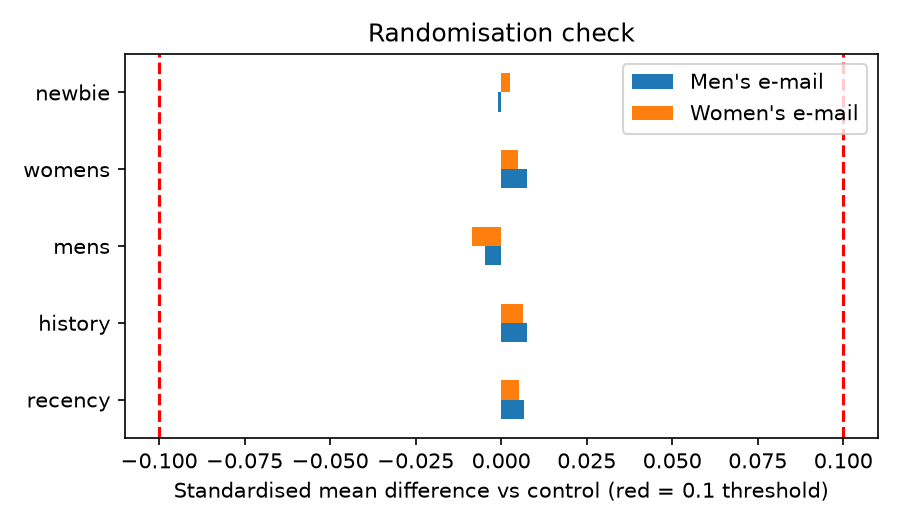 Randomisation check
Men's e-mail
Women's e-mail
newbie
womens
mens
history
recency
−0.100 −0.075 −0.050 −0.025 0.000 0.025 0.050 0.075 0.100
Standardised mean difference vs control (red = 0.1 threshold)